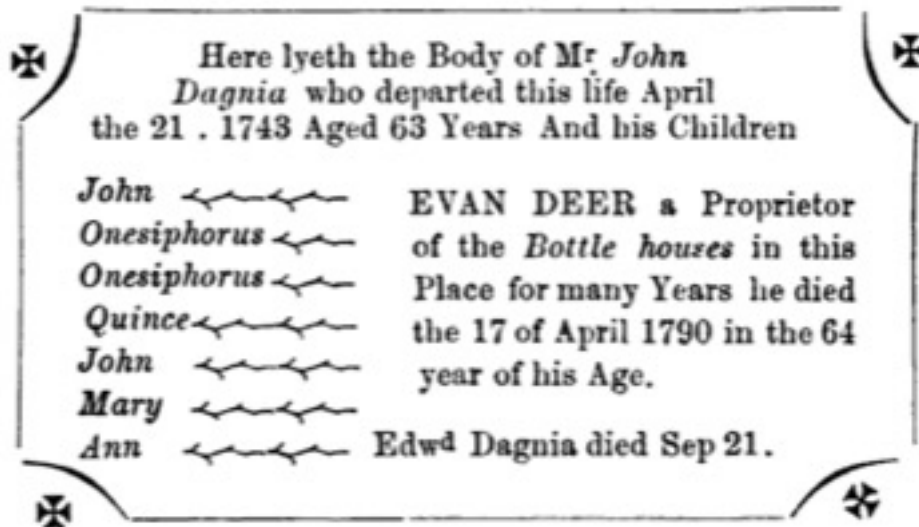 Here lyeth the Body of Mr John
Dagnia who departed this life April
the 21 . 1743 Aged 63 Years And his Children
John
Onesiphorus
Onesiphorus
Quince
John
Mary
Ann
EVAN DEER a Proprietor
of the Bottle houses in this
Place for many Years he died
the 17 of April 1790 in the 64
year of his Age.
Edwd Dagnia died Sep 21.